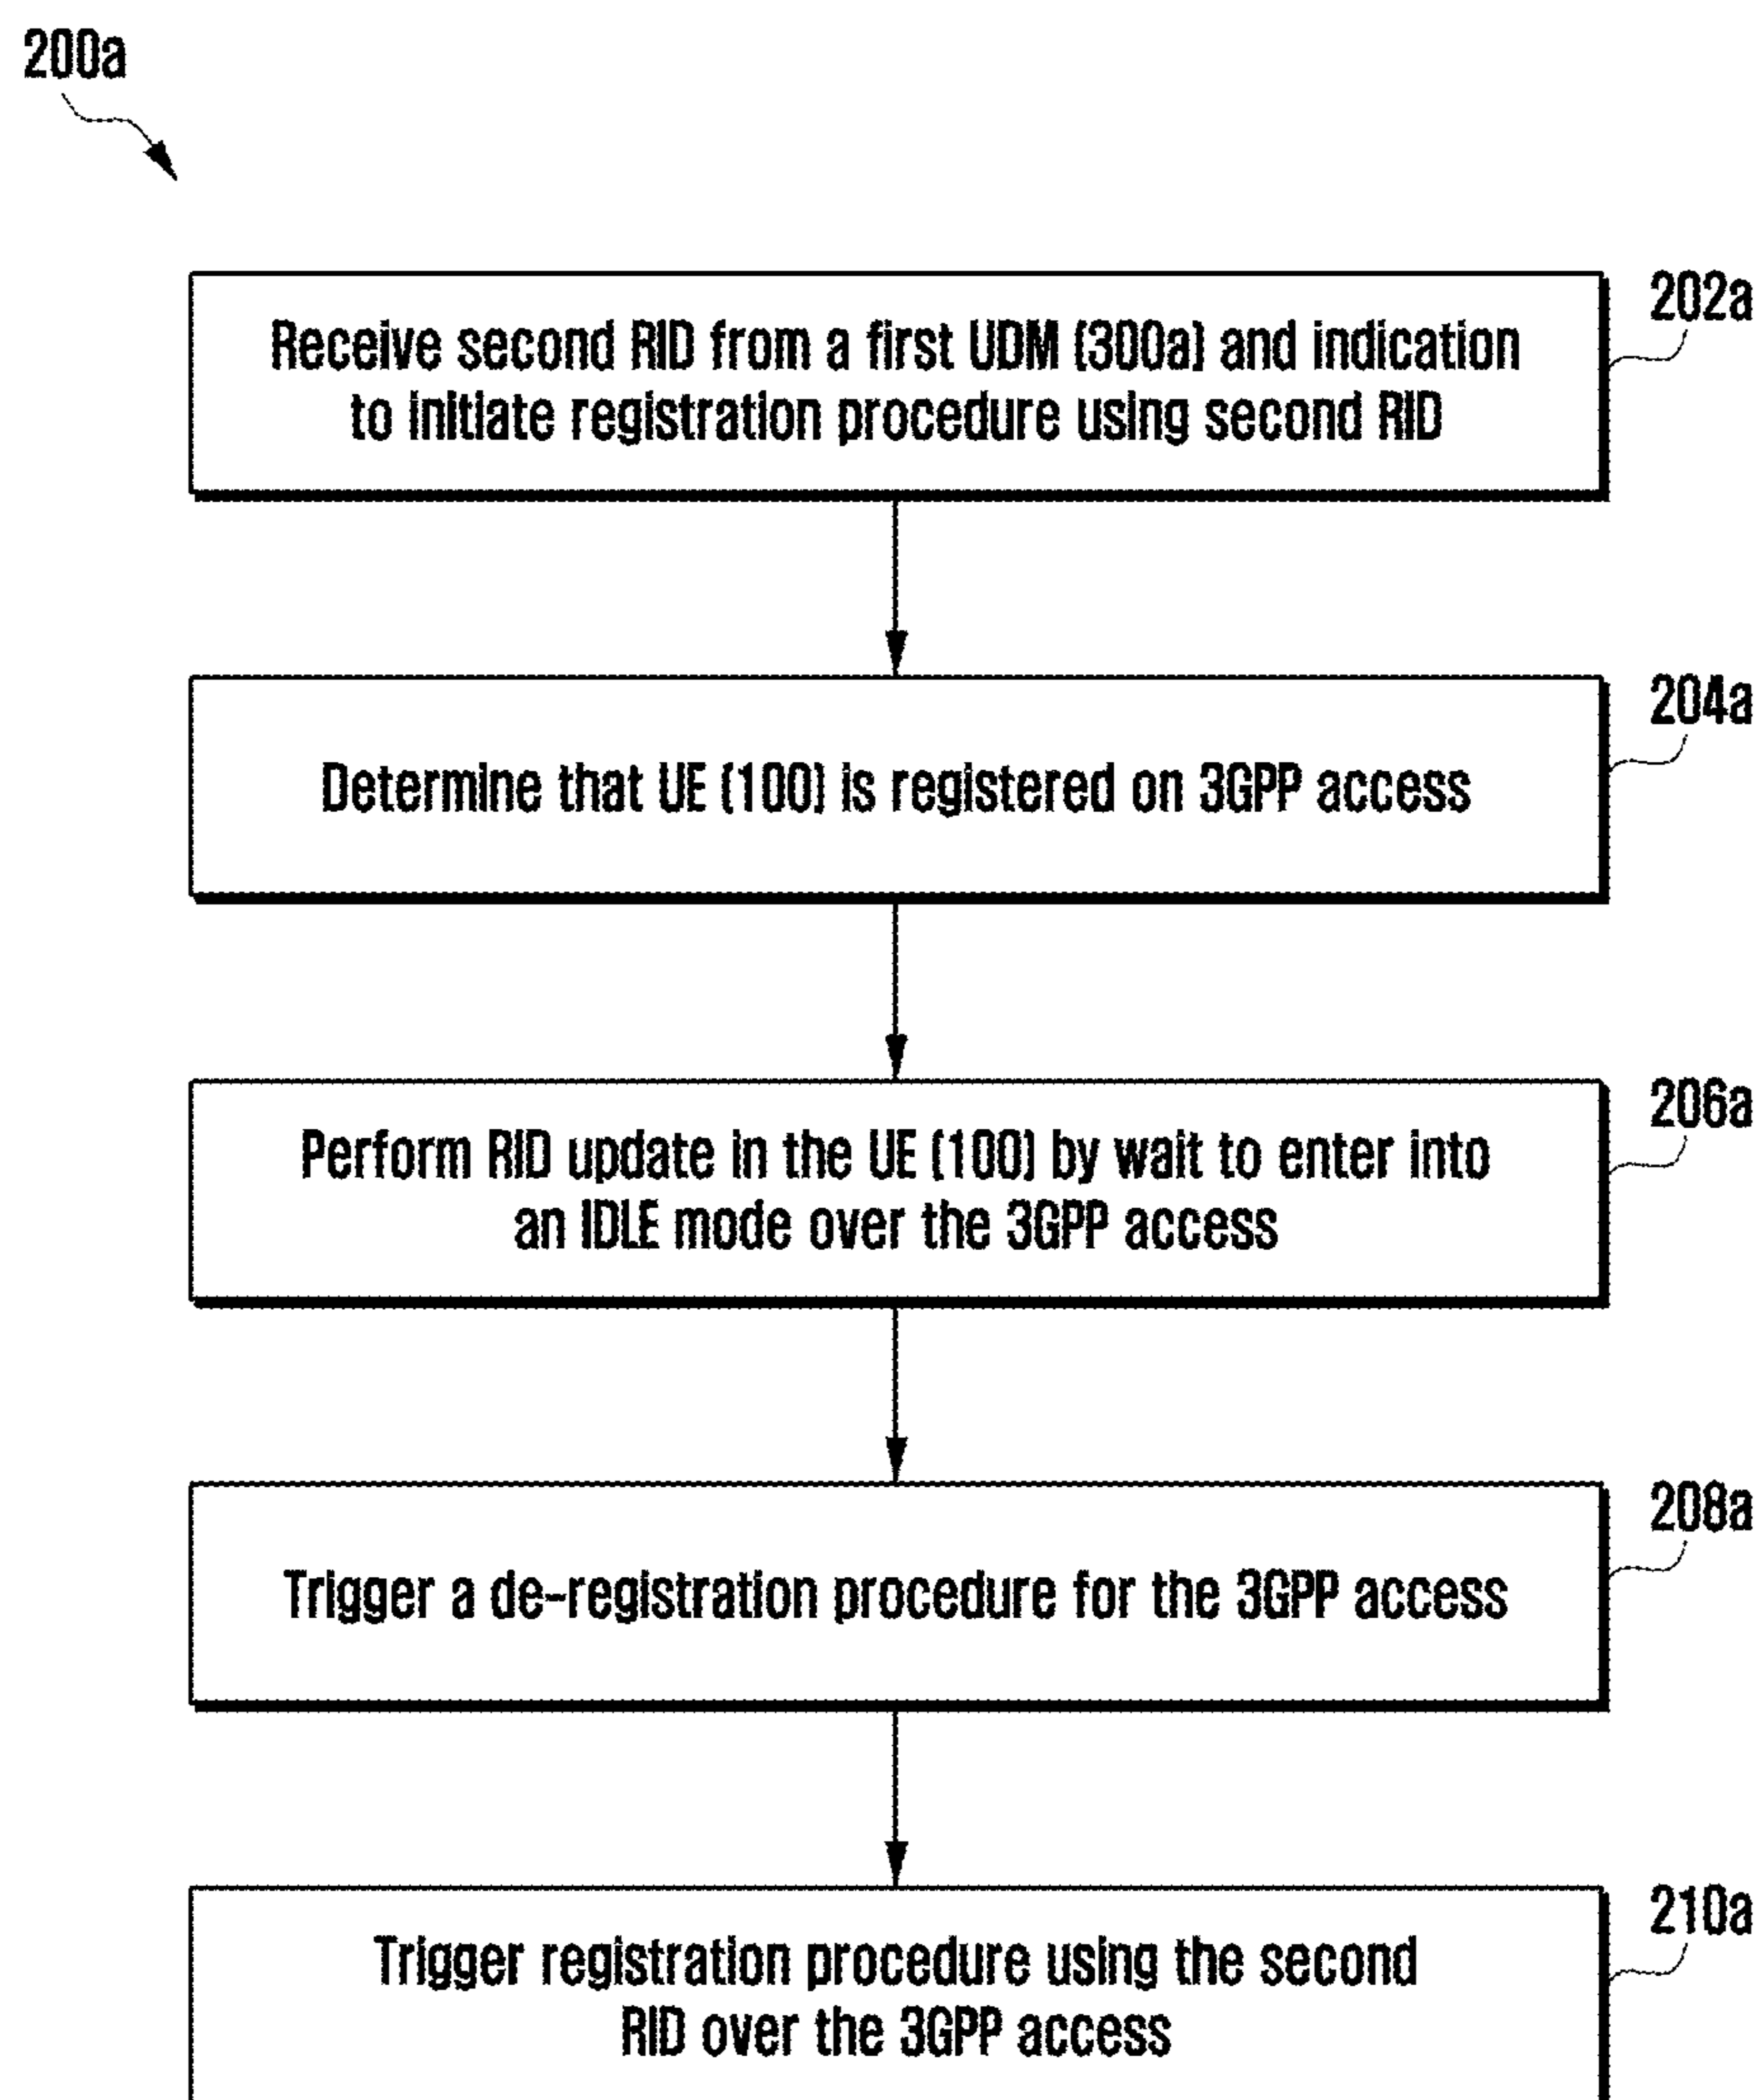 200a
202a
Receive second RID from a first UDM (300a) and indication
to initiate registration procedure using second RID
204a
Determine that UE (100) is registered on 3GPP access
206a
Perform RID update in the UE (100) by wait to enter into
an IDLE mode over the 3GPP access
208a
Trigger a de-registration procedure for the 3GPP access
210a
Trigger registration procedure using the second
RID over the 3GPP access